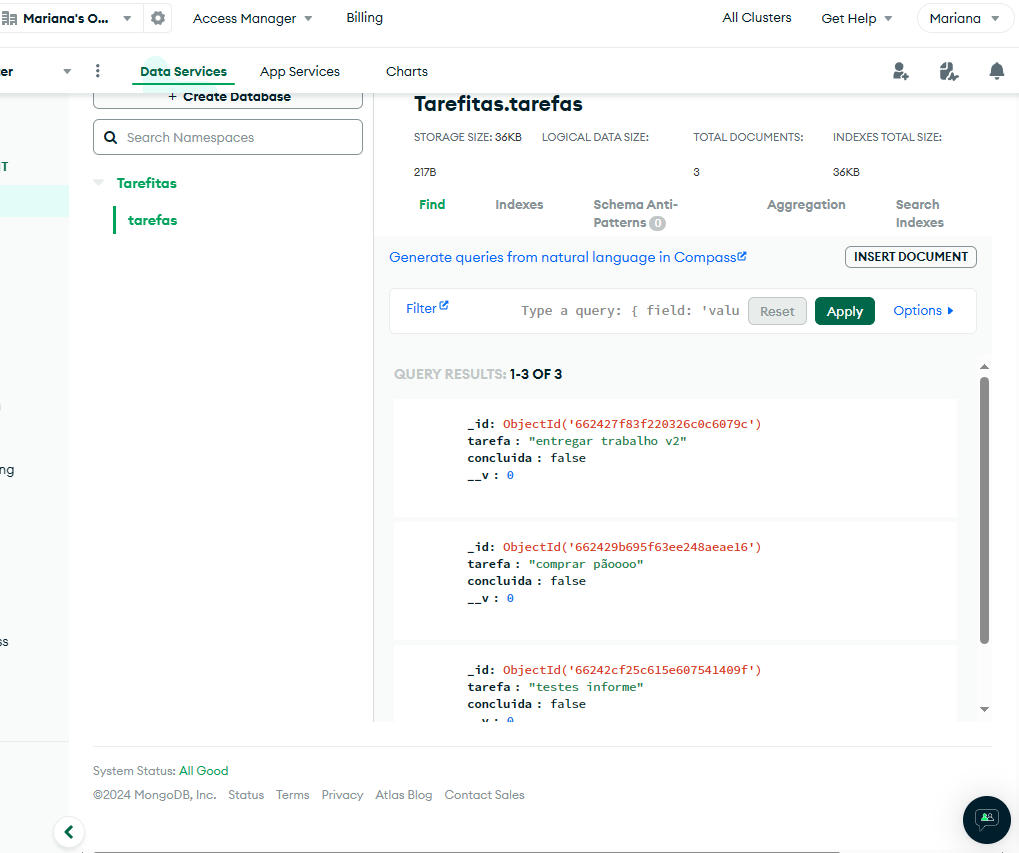 Mariana's O...
Access Manager
Billing
All Clusters
Get Help
Mariana
er
Data Services
App Services
Charts
+ Create Database
Search Namespaces
Tarefitas
tarefas
T
ng
ss
Tarefitas.tarefas
STORAGE SIZE: 36KB
LOGICAL DATA SIZE:
217B
TOTAL DOCUMENTS:
3
INDEXES TOTAL SIZE:
36KB
Find
Indexes
Schema Anti-
Patterns 0
Aggregation
Search
Indexes
Generate queries from natural language in Compass
INSERT DOCUMENT
Filter
Type a query: { field: 'valu
Reset
Apply
Options
QUERY RESULTS: 1-3 OF 3
_id: ObjectId('662427f83f220326c0c6079c')
tarefa : "entregar trabalho v2"
concluida : false
__v : 0
_id: ObjectId('662429b695f63ee248aeae16')
tarefa : "comprar pãoooo"
concluida : false
__v : 0
_id: ObjectId('66242cf25c615e607541409f')
tarefa : "testes informe"
concluida : false
__v : 0
System Status: All Good
©2024 MongoDB, Inc.
Status
Terms
Privacy
Atlas Blog
Contact Sales